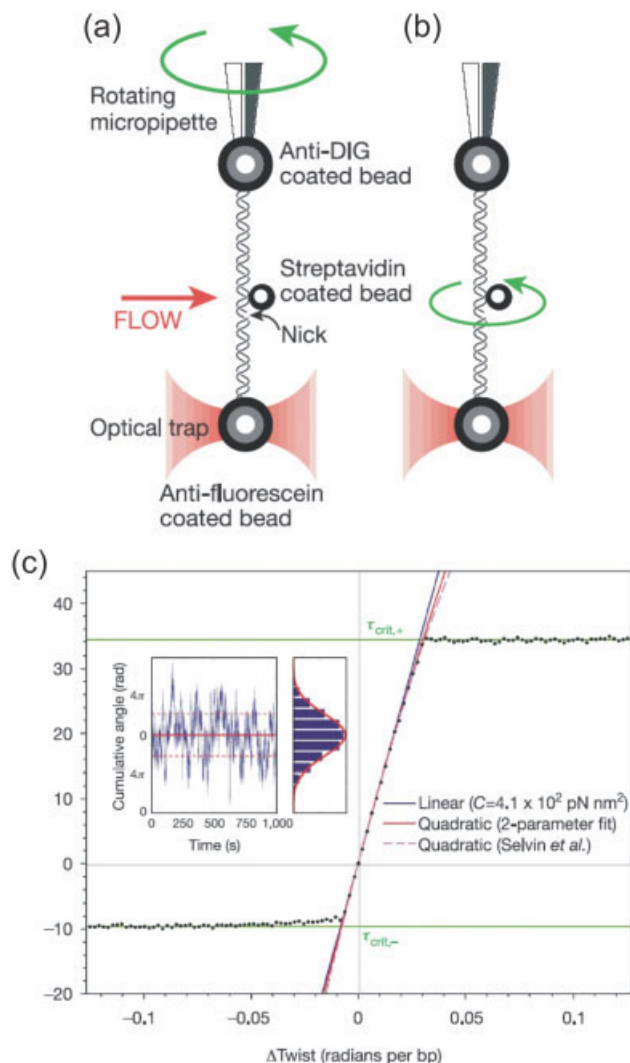 (a)
(b)
Rotating
micropipette
Anti-DIG
coated bead
Streptavidin
coated bead
FLOW
Nick
Optical trap
Anti-fluorescein
coated bead
(c)
40
30
20
10
0
−10
−20
τcrit,+
τcrit,−
Cumulative angle (rad)
4π
0
4π
0
0 250 500 750 1,000
Time (s)
Linear (C=4.1 x 10² pN nm²)
Quadratic (2-parameter fit)
Quadratic (Selvin et al.)
−0.1 −0.05 0 0.05 0.1
ΔTwist (radians per bp)